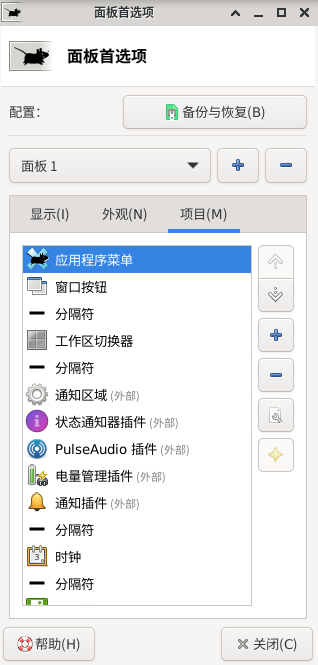 面板首选项
面板首选项
配置：
备份与恢复(B)
面板 1
显示(I) 外观(N) 项目(M)
应用程序菜单
窗口按钮
分隔符
工作区切换器
分隔符
通知区域 (外部)
状态通知器插件 (外部)
PulseAudio 插件 (外部)
电量管理插件 (外部)
通知插件 (外部)
分隔符
时钟
分隔符
帮助(H) 关闭(C)